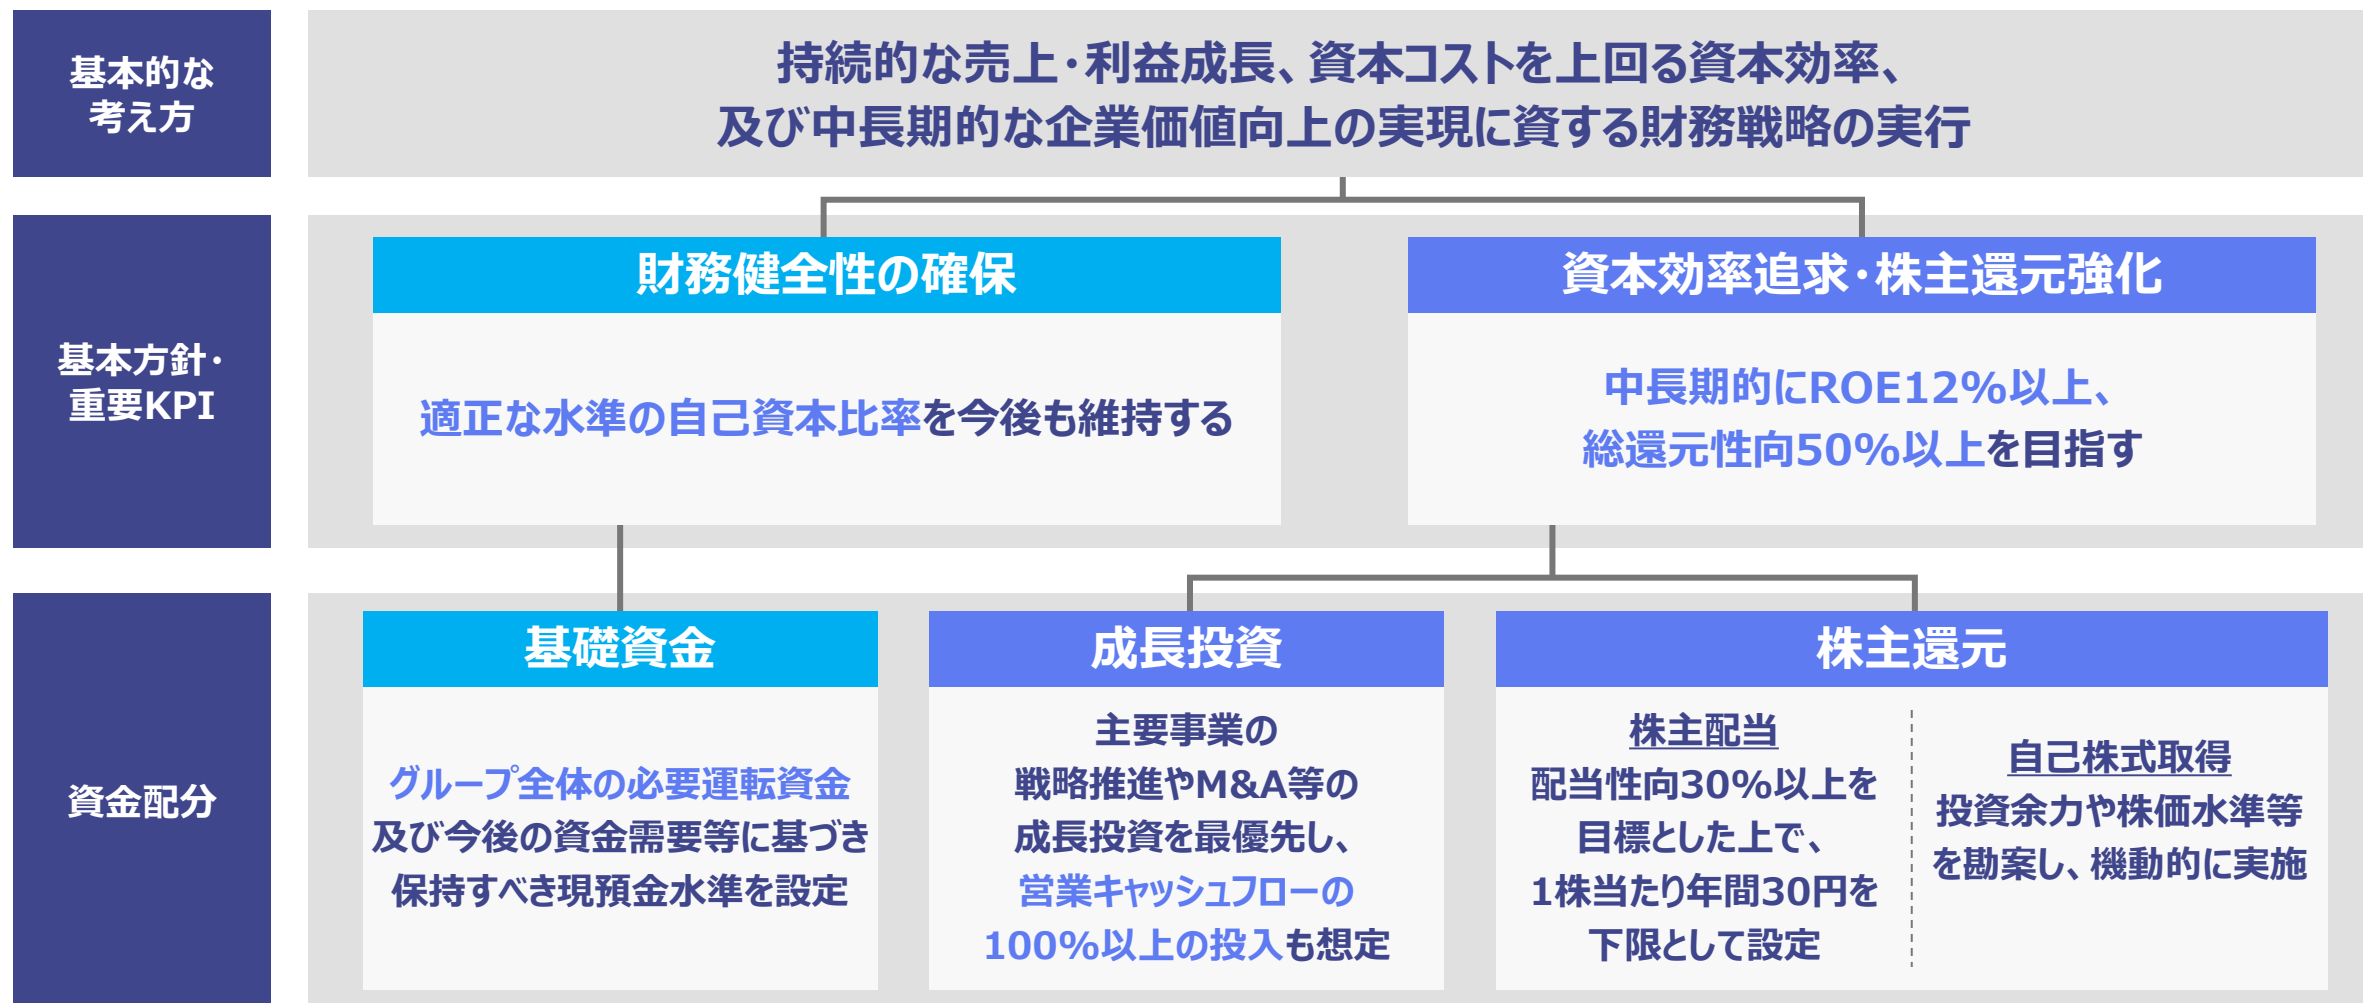 基本的な
考え方
持続的な売上・利益成長、資本コストを上回る資本効率、
及び中長期的な企業価値向上の実現に資する財務戦略の実行
基本方針・
重要KPI
財務健全性の確保
適正な水準の自己資本比率を今後も維持する
資本効率追求・株主還元強化
中長期的にROE12%以上、
総還元性向50%以上を目指す
資金配分
基礎資金
グループ全体の必要運転資金
及び今後の資金需要等に基づき
保持すべき現預金水準を設定
成長投資
主要事業の
戦略推進やM&A等の
成長投資を最優先し、
営業キャッシュフローの
100%以上の投入も想定
株主還元
株主配当
配当性向30%以上を
目標とした上で、
1株当たり年間30円を
下限として設定
自己株式取得
投資余力や株価水準等
を勘案し、機動的に実施